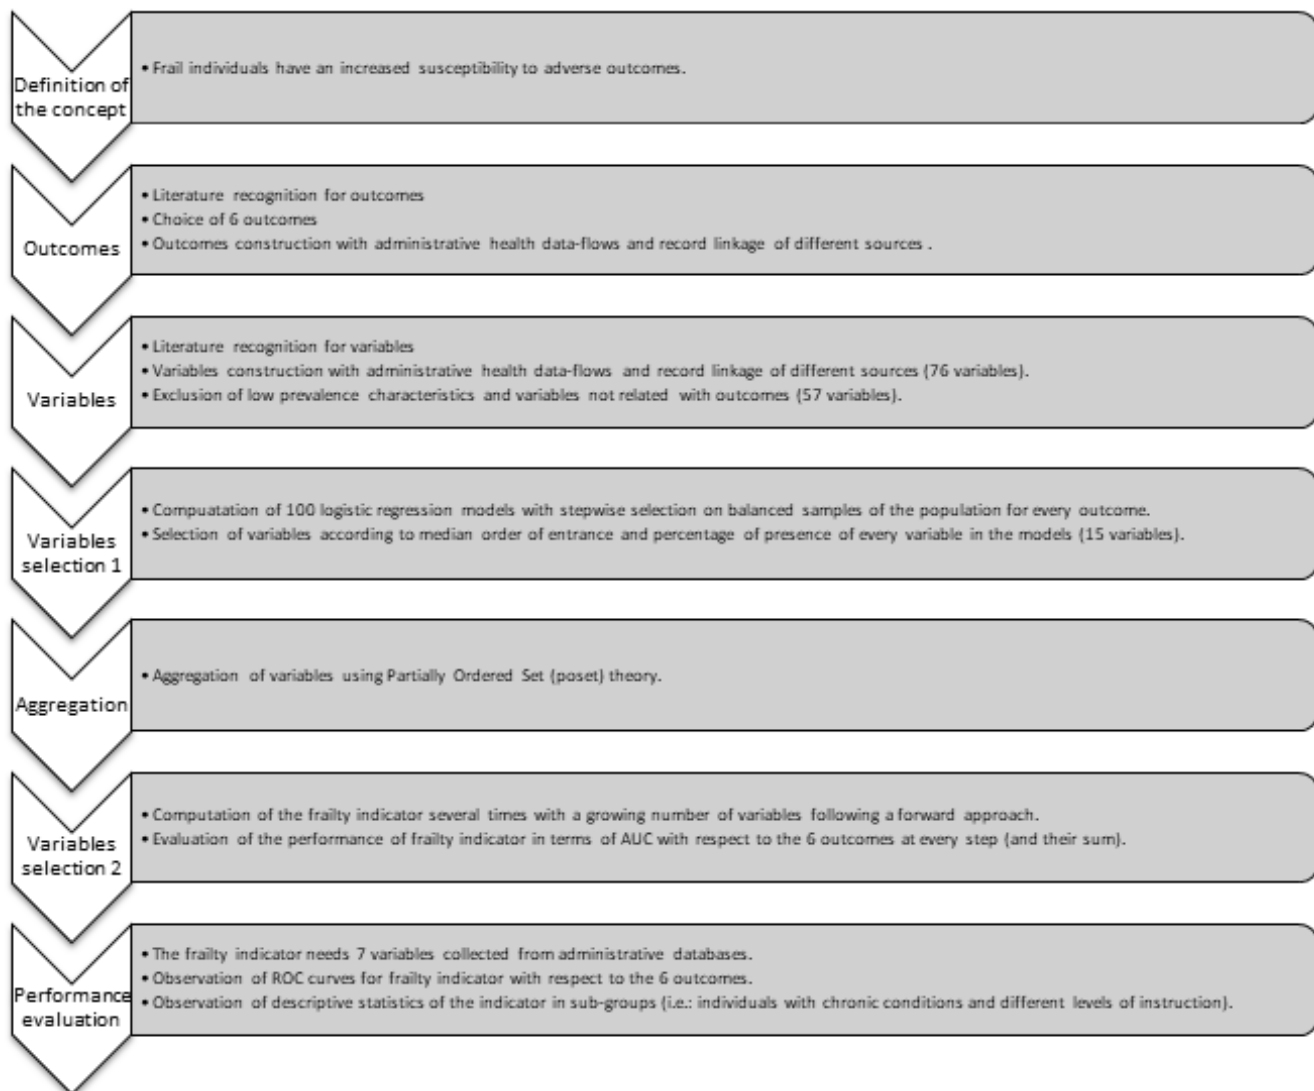 Definition of
the concept
• Frail individuals have an increased susceptibility to adverse outcomes.
Outcomes
• Literature recognition for outcomes
• Choice of 6 outcomes
• Outcomes construction with administrative health data-flows and record linkage of different sources .
Variables
• Literature recognition for variables
• Variables construction with administrative health data-flows and record linkage of different sources (76 variables).
• Exclusion of low prevalence characteristics and variables not related with outcomes (57 variables).
Variables
selection 1
• Compuatation of 100 logistic regression models with stepwise selection on balanced samples of the population for every outcome.
• Selection of variables according to median order of entrance and percentage of presence of every variable in the models (15 variables).
Aggregation
• Aggregation of variables using Partially Ordered Set (poset) theory.
Variables
selection 2
• Computation of the frailty indicator several times with a growing number of variables following a forward approach.
• Evaluation of the performance of frailty indicator in terms of AUC with respect to the 6 outcomes at every step (and their sum).
Performance
evaluation
• The frailty indicator needs 7 variables collected from administrative databases.
• Observation of ROC curves for frailty indicator with respect to the 6 outcomes.
• Observation of descriptive statistics of the indicator in sub-groups (i.e.: individuals with chronic conditions and different levels of instruction).